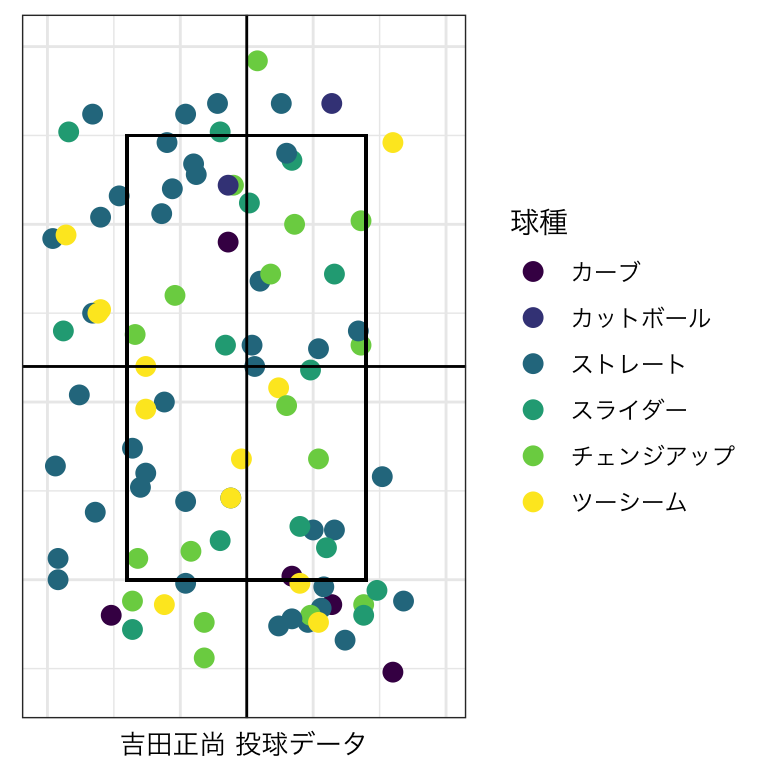 球種
カーブ
カットボール
ストレート
スライダー
チェンジアップ
ツーシーム
吉田正尚 投球データ